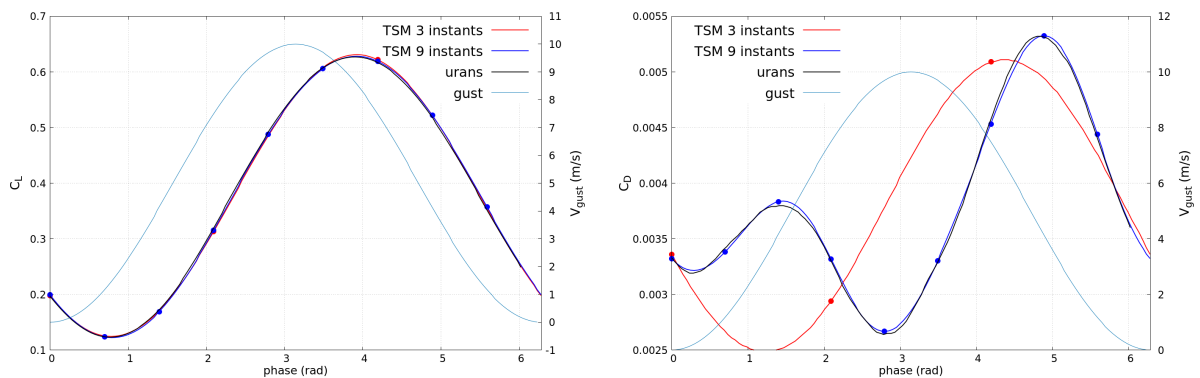 0.7
0.6
0.5
0.4
0.3
0.2
0.1
C_L
0 1 2 3 4 5 6
phase (rad)
11
10
9
8
7
6
5
4
3
2
1
0
-1
V_gust (m/s)
TSM 3 instants
TSM 9 instants
urans
gust
0.0055
0.005
0.0045
0.004
0.0035
0.003
0.0025
C_D
0 1 2 3 4 5 6
phase (rad)
12
10
8
6
4
2
0
V_gust (m/s)
TSM 3 instants
TSM 9 instants
urans
gust